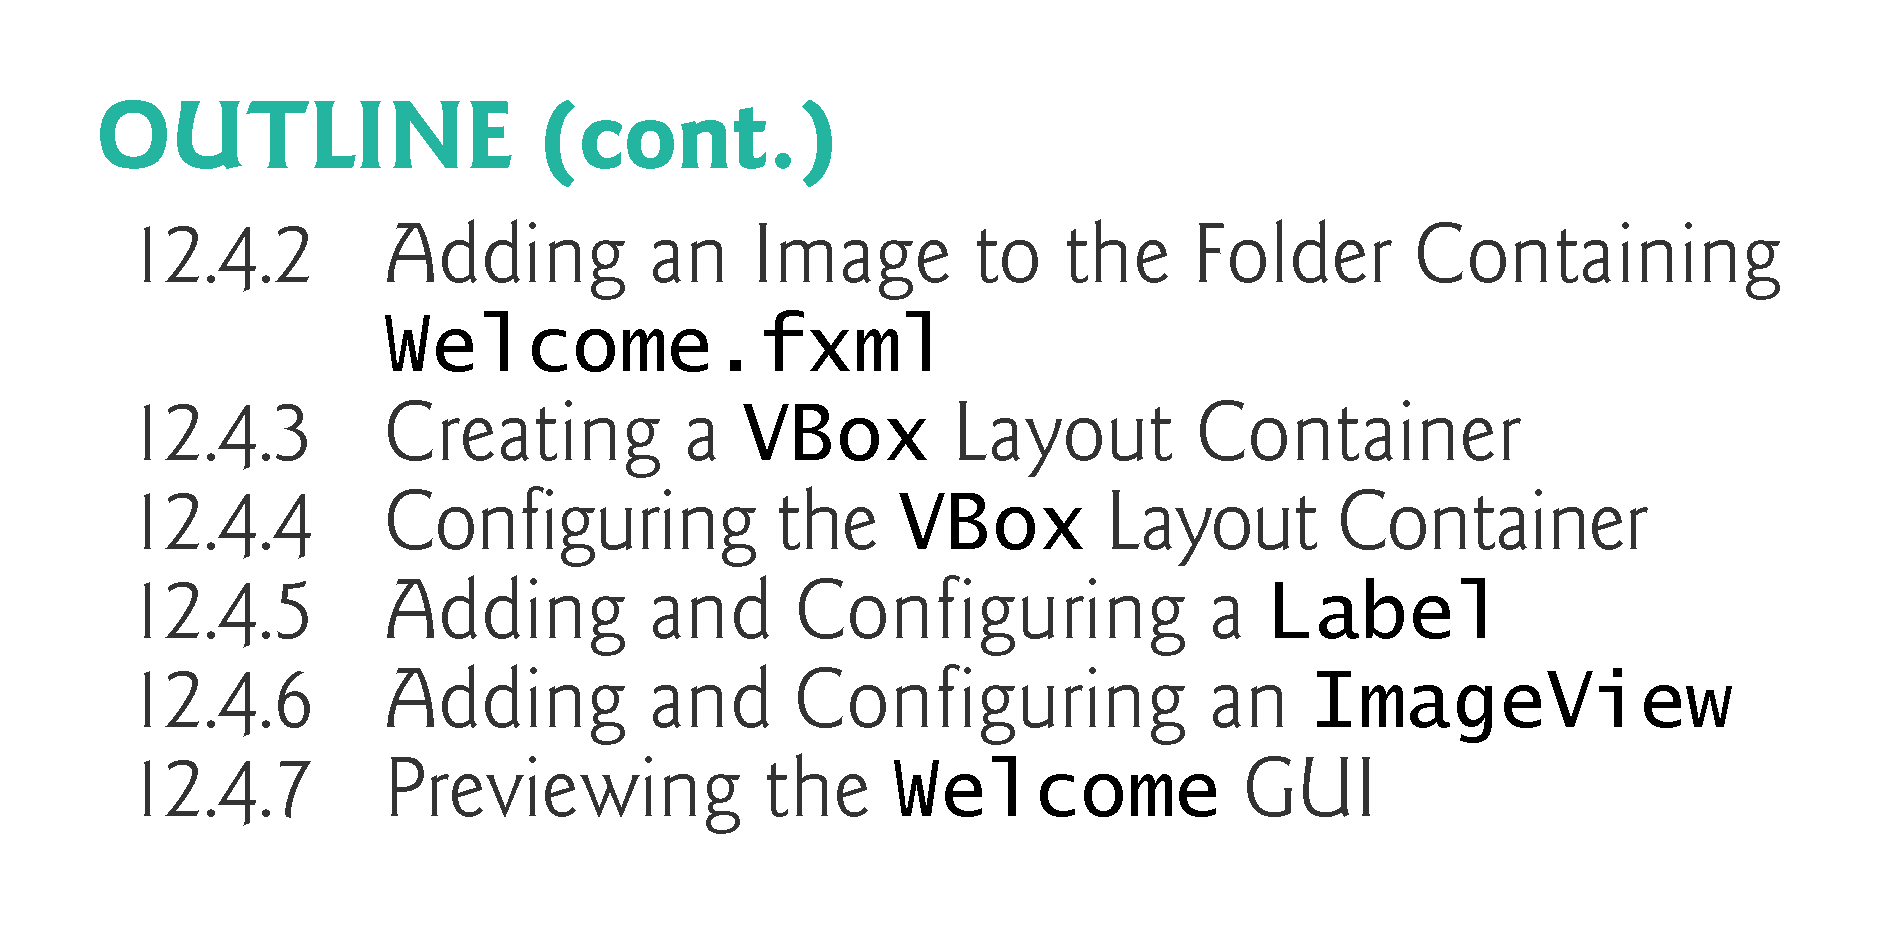 OUTLINE (cont.)
12.4.2 Adding an Image to the Folder Containing
Welcome.fxml
12.4.3 Creating a VBox Layout Container
12.4.4 Configuring the VBox Layout Container
12.4.5 Adding and Configuring a Label
12.4.6 Adding and Configuring an ImageView
12.4.7 Previewing the Welcome GUI